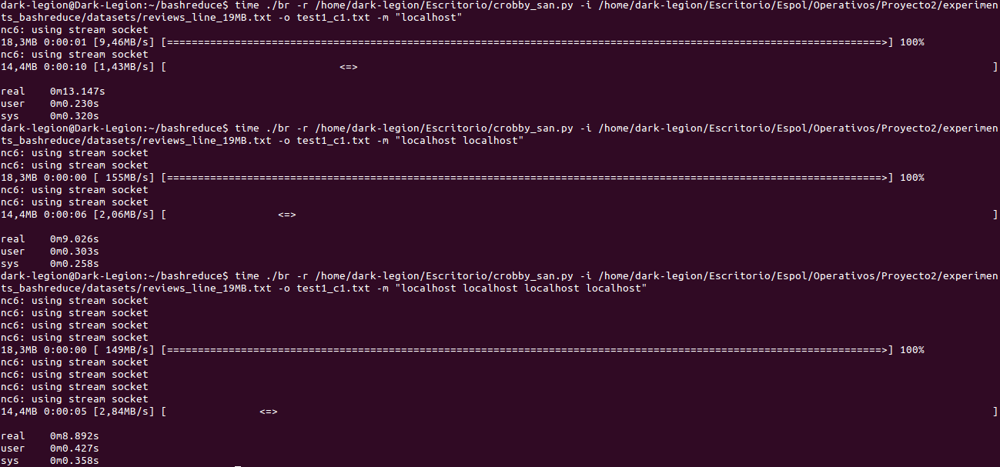 dark-legion@Dark-Legion:~/bashreduce$ time ./br -r /home/dark-legion/Escritorio/crobby_san.py -i /home/dark-legion/Escritorio/Espol/Operativos/Proyecto2/experimen
ts_bashreduce/datasets/reviews_line_19MB.txt -o test1_c1.txt -m "localhost"
nc6: using stream socket
18,3MB 0:00:01 [9,46MB/s] [====================================================================================================================>] 100%
nc6: using stream socket
14,4MB 0:00:10 [1,43MB/s] [                            <=>                                                                                                       ]
real    0m13.147s
user    0m0.230s
sys     0m0.320s
dark-legion@Dark-Legion:~/bashreduce$ time ./br -r /home/dark-legion/Escritorio/crobby_san.py -i /home/dark-legion/Escritorio/Espol/Operativos/Proyecto2/experimen
ts_bashreduce/datasets/reviews_line_19MB.txt -o test1_c1.txt -m "localhost localhost"
nc6: using stream socket
nc6: using stream socket
18,3MB 0:00:00 [ 155MB/s] [====================================================================================================================>] 100%
nc6: using stream socket
nc6: using stream socket
14,4MB 0:00:06 [2,06MB/s] [                  <=>                                                                                                                 ]
real    0m9.026s
user    0m0.303s
sys     0m0.258s
dark-legion@Dark-Legion:~/bashreduce$ time ./br -r /home/dark-legion/Escritorio/crobby_san.py -i /home/dark-legion/Escritorio/Espol/Operativos/Proyecto2/experimen
ts_bashreduce/datasets/reviews_line_19MB.txt -o test1_c1.txt -m "localhost localhost localhost localhost"
nc6: using stream socket
nc6: using stream socket
nc6: using stream socket
nc6: using stream socket
18,3MB 0:00:00 [ 149MB/s] [====================================================================================================================>] 100%
nc6: using stream socket
nc6: using stream socket
nc6: using stream socket
nc6: using stream socket
14,4MB 0:00:05 [2,84MB/s] [               <=>                                                                                                                    ]
real    0m8.892s
user    0m0.427s
sys     0m0.358s